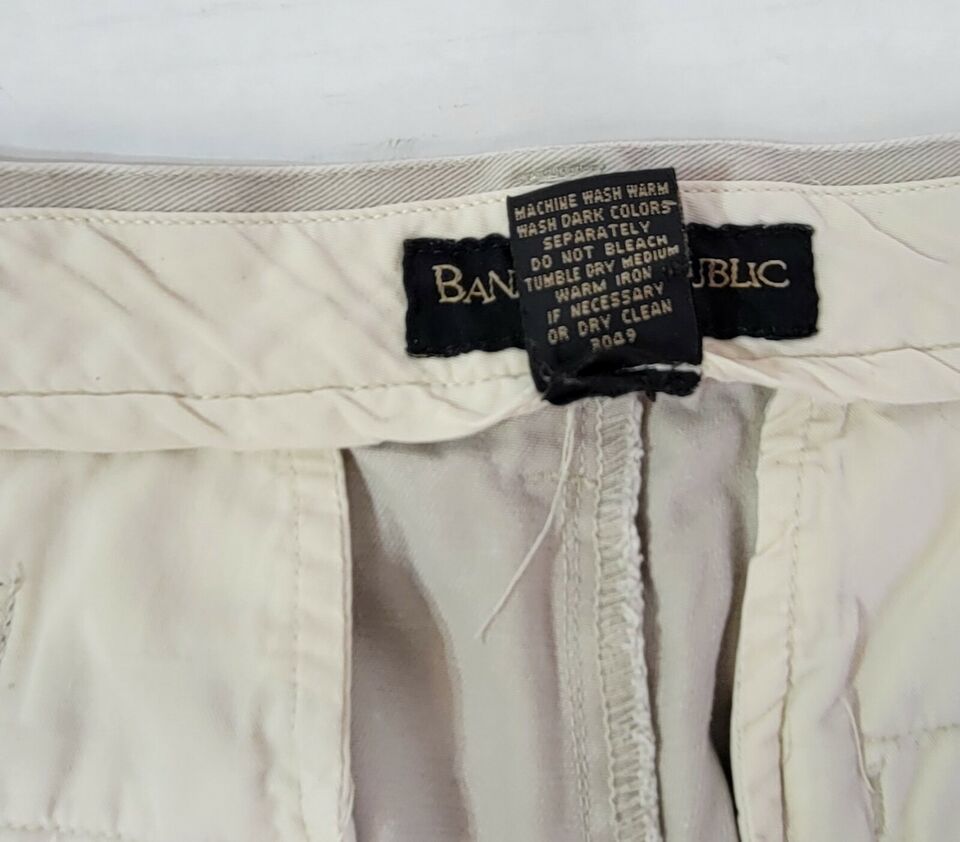 BAN UBLIC
MACHINE WASH WARM
WASH DARK COLORS
SEPARATELY
DO NOT BLEACH
TUMBLE DRY MEDIUM
WARM IRON
IF NECESSARY
OR DRY CLEAN
3049